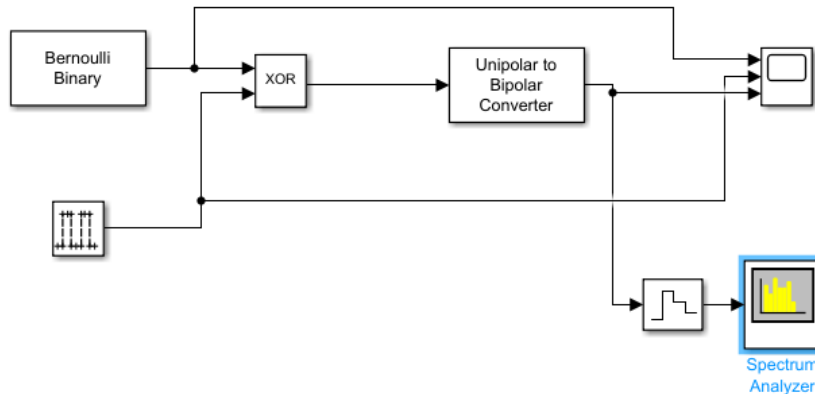 Bernoulli
Binary
XOR
Unipolar to
Bipolar
Converter
Spectrum
Analyzer